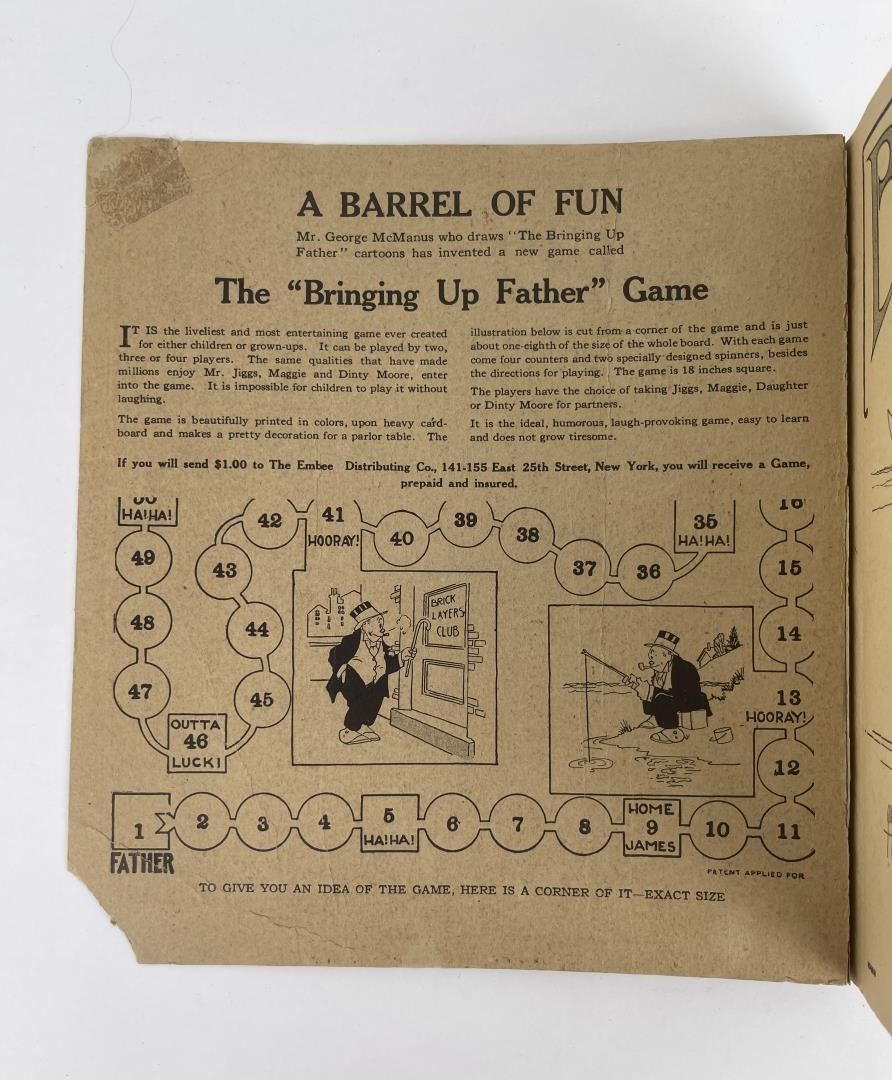 A BARREL OF FUN
Mr. George McManus who draws "The Bringing Up
Father" cartoons has invented a new game called
The "Bringing Up Father" Game
IT IS the liveliest and most entertaining game ever created
for either children or grown-ups. It can be played by two,
three or four players. The same qualities that have made
millions enjoy Mr. Jiggs, Maggie and Dinty Moore, enter
into the game. It is impossible for children to play it without
laughing.
The game is beautifully printed in colors, upon heavy card-
board and makes a pretty decoration for a parlor table. The
illustration below is cut from a corner of the game and is just
about one-eighth of the size of the whole board. With each game
come four counters and two specially designed spinners, besides
the directions for playing. The game is 18 inches square.
The players have the choice of taking Jiggs, Maggie, Daughter
or Dinty Moore for partners.
It is the ideal, humorous, laugh-provoking game, easy to learn
and does not grow tiresome.
If you will send $1.00 to The Embee Distributing Co., 141-155 East 25th Street, New York, you will receive a Game,
prepaid and insured.
HA!HA!
49
48
47
OUTTA
46
LUCK!
45
44
43
42
41
HOORAY!
40
39
38
37
36
35
HA!HA!
16
15
14
13
HOORAY!
12
BRICK
LAYERS
CLUB
1
FATHER
2
3
4
5
HA!HA!
6
7
8
HOME
9
JAMES
10
11
PATENT APPLIED FOR
TO GIVE YOU AN IDEA OF THE GAME, HERE IS A CORNER OF IT—EXACT SIZE